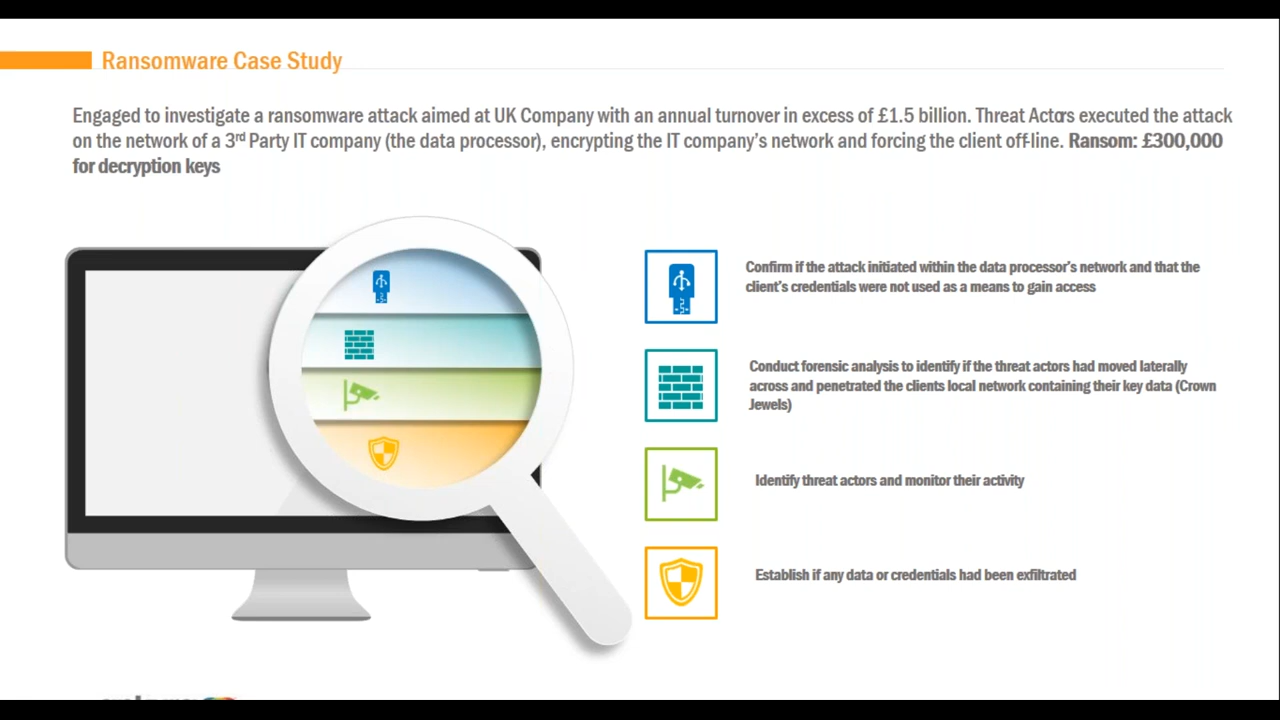 Ransomware Case Study
Engaged to investigate a ransomware attack aimed at UK Company with an annual turnover in excess of £1.5 billion. Threat Actors executed the attack
on the network of a 3rd Party IT company (the data processor), encrypting the IT company's network and forcing the client off-line. Ransom: £300,000
for decryption keys
Confirm if the attack initiated within the data processor's network and that the
client's credentials were not used as a means to gain access
Conduct forensic analysis to identify if the threat actors had moved laterally
across and penetrated the clients local network containing their key data (Crown
Jewels)
Identify threat actors and monitor their activity
Establish if any data or credentials had been exfiltrated